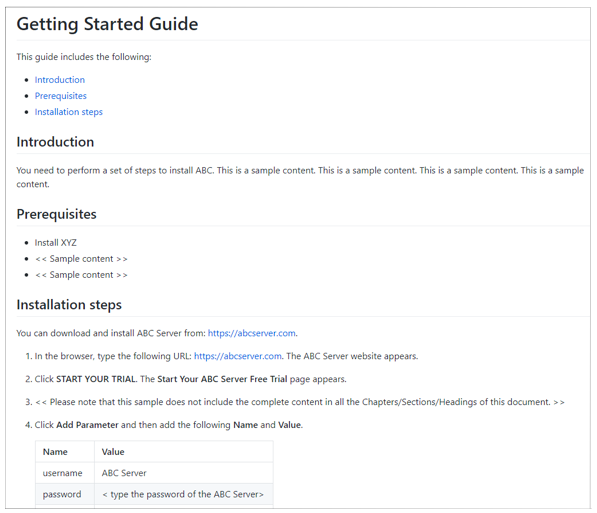 Getting Started Guide
This guide includes the following:
Introduction
Prerequisites
Installation steps
Introduction
You need to perform a set of steps to install ABC. This is a sample content. This is a sample content. This is a sample content. This is a sample
content.
Prerequisites
Install XYZ
<< Sample content >>
<< Sample content >>
Installation steps
You can download and install ABC Server from: https://abcserver.com.
1. In the browser, type the following URL: https://abcserver.com. The ABC Server website appears.
2. Click START YOUR TRIAL. The Start Your ABC Server Free Trial page appears.
3. << Please note that this sample does not include the complete content in all the Chapters/Sections/Headings of this document. >>
4. Click Add Parameter and then add the following Name and Value.
Name Value
username ABC Server
password < type the password of the ABC Server>